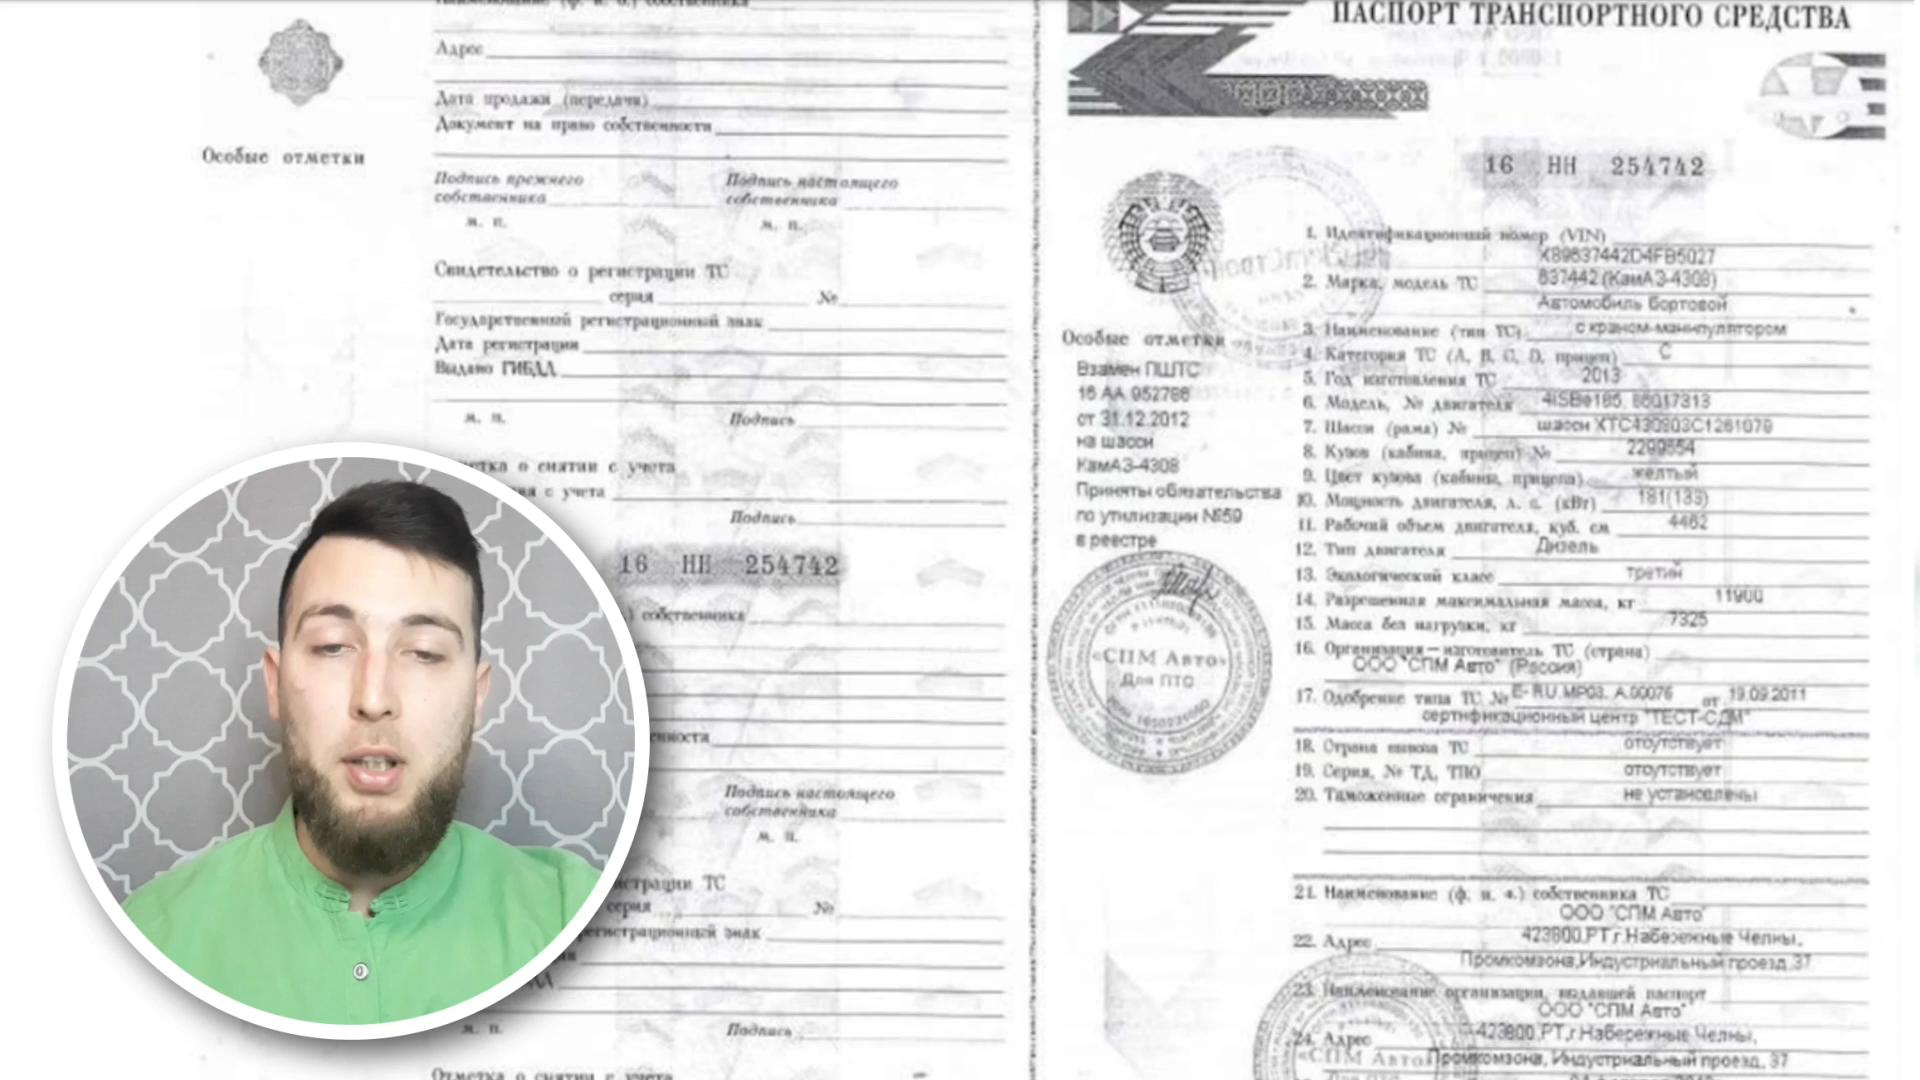 Адрес
Дата продажи (передачи)
Документ на право собственности
Особые отметки
Подпись прежнего собственника
Подпись настоящего собственника
м. п.
м. п.
Свидетельство о регистрации ТС
серия №
Государственный регистрационный знак
Дата регистрации
Выдано ГИБДД
м. п. Подпись
о снятии с учета
с учета
Подпись
16 НН 254742
собственника
Подпись настоящего собственника
м. п.
ТС
серия №
знак
м. п. Подпись
Отметка о снятии с учета
ПАСПОРТ ТРАНСПОРТНОГО СРЕДСТВА
16 НН 254742
Особые отметки
Взамен ПШТС
16 АА 952786
от 31.12.2012
на шасси
КамАЗ-4308
Приняты обязательства
по утилизации №59
в реестре
«СПМ Авто»
Для ПТС
1. Идентификационный номер (VIN)
X89637442D4FB5027
2. Марка, модель ТС 637442 (КамАЗ-4308)
Автомобиль бортовой
3. Наименование (тип ТС) с краном-манипулятором
4. Категория ТС (А, В, С, D, прицеп) С
5. Год изготовления ТС 2013
6. Модель, № двигателя 4ISBe185, 86017313
7. Шасси (рама) № шасси XTC430803C1261079
8. Кузов (кабина, прицеп) № 2299554
9. Цвет кузова (кабины, прицепа) желтый
10. Мощность двигателя, л. с. (кВт) 181(133)
11. Рабочий объем двигателя, куб. см 4462
12. Тип двигателя Дизель
13. Экологический класс третий
14. Разрешенная максимальная масса, кг 11900
15. Масса без нагрузки, кг 7325
16. Организация–изготовитель ТС (страна)
ООО "СПМ Авто" (Россия)
17. Одобрение типа ТС № E- RU.MP03. A.00076 от 19.09.2011
сертификационный центр "ТЕСТ-СДМ"
18. Страна вывоза ТС отсутствует
19. Серия, № ТД, ТПО отсутствует
20. Таможенные ограничения не установлены
21. Наименование (ф. и. о.) собственника ТС
ООО "СПМ Авто"
22. Адрес 423800,РТ,г.Набережные Челны,
Промкомзона,Индустриальный проезд,37
23. Наименование организации, выдавшей паспорт
ООО "СПМ Авто"
24. Адрес 423800,РТ,г.Набережные Челны,
Промкомзона, Индустриальный проезд, 37
«СПМ Авто»